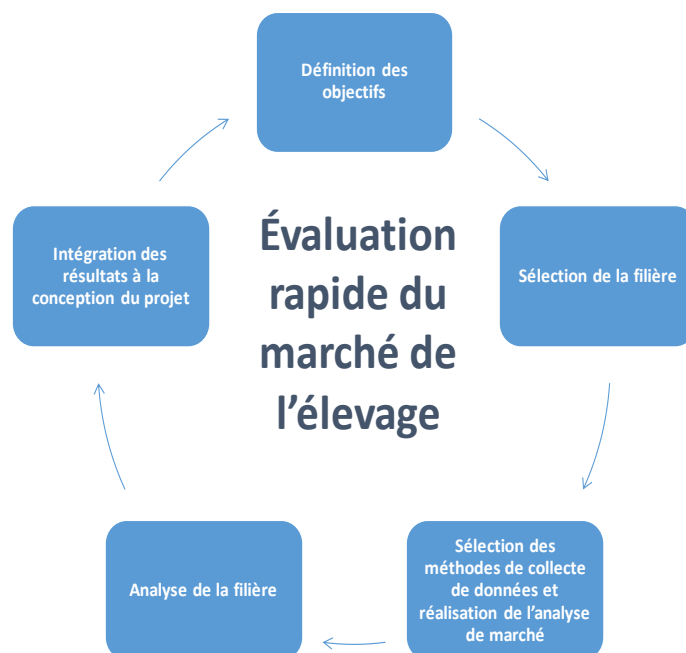 Définition des
objectifs
Sélection de la filière
Sélection des
méthodes de collecte
de données et
réalisation de l'analyse
de marché
Analyse de la filière
Intégration des
résultats à la
conception du projet
Évaluation
rapide du
marché de
l'élevage